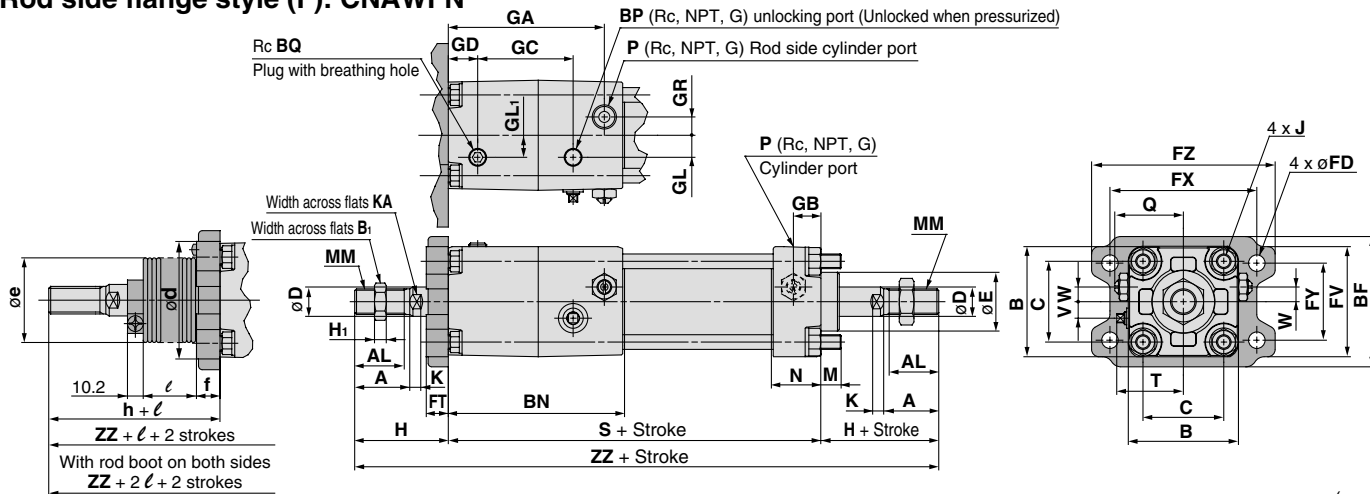 Rod side flange style (F): CNAWFN
GA
BP (Rc, NPT, G) unlocking port (Unlocked when pressurized)
Rc BQ
Plug with breathing hole
GD
GC
P (Rc, NPT, G) Rod side cylinder port
GR
GL1
GL
P (Rc, NPT, G)
Cylinder port
4 x J
FZ
4 x øFD
FX
Q
Width across flats KA
Width across flats B1
GB
MM
MM
øe
ød
øD
H1
AL
A
K
FT
BN
N
M
øD
øE
AL
K
A
B
C
VW
W
FY
FV
BF
T
C
B
10.2
ℓ
f
h + ℓ
ZZ + ℓ + 2 strokes
With rod boot on both sides
ZZ + 2 ℓ + 2 strokes
H
S + Stroke
H + Stroke
ZZ + Stroke